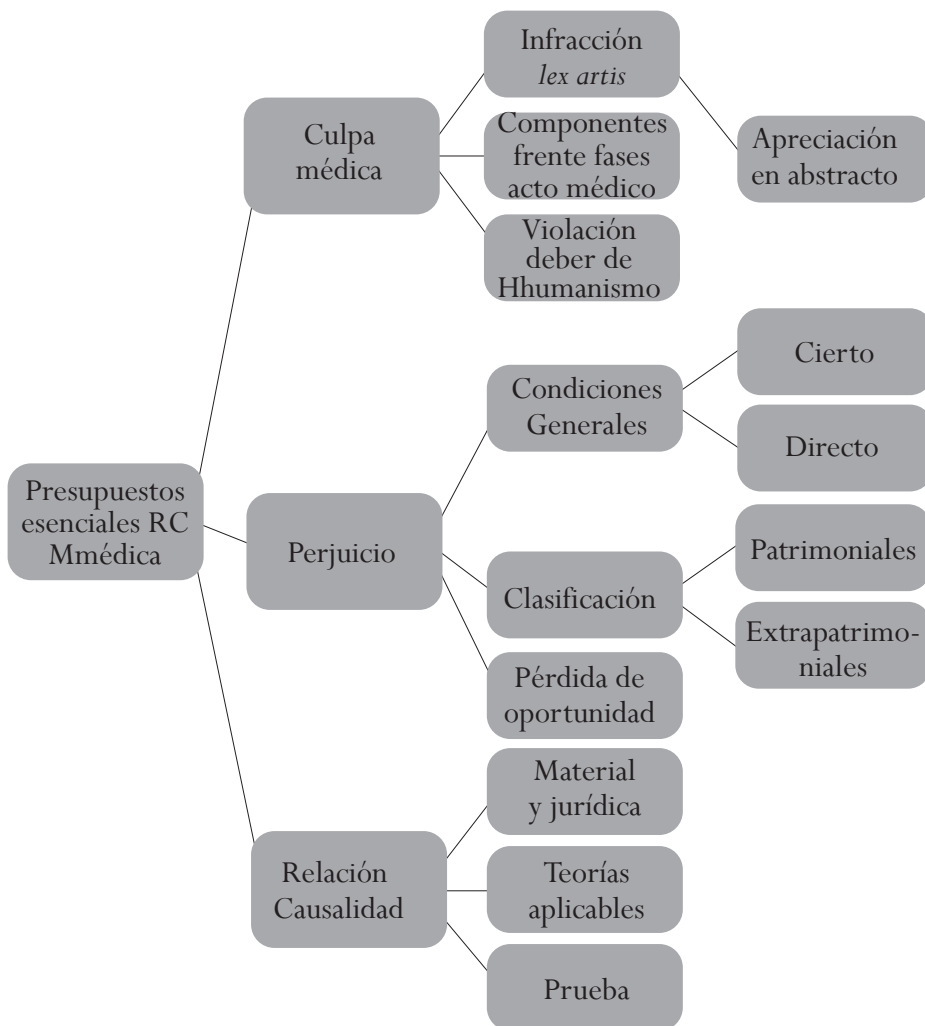 Presupuestos
esenciales RC
Mmédica
Culpa
médica
Infracción
lex artis
Apreciación
en abstracto
Componentes
frente fases
acto médico
Violación
deber de
Hhumanismo
Perjuicio
Condiciones
Generales
Cierto
Directo
Clasificación
Patrimoniales
Extrapatrimo-
niales
Pérdida de
oportunidad
Relación
Causalidad
Material
y jurídica
Teorías
aplicables
Prueba